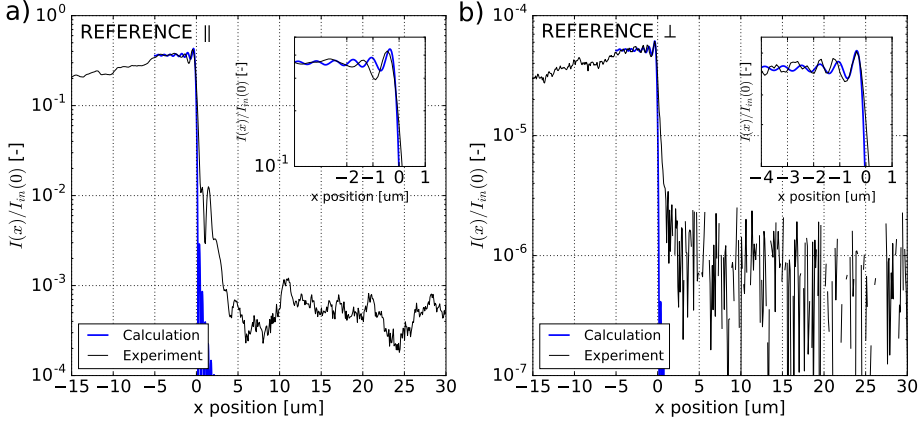 a)
REFERENCE ∥
I(x)/I_in(0) [-]
10^0
10^-1
10^-2
10^-3
10^-4
−15 −10 −5 0 5 10 15 20 25 30
x position [um]
Calculation
Experiment
I(x)/I_in(0)
10^-1
−2 −1 0 1
x position [um]
b)
REFERENCE ⊥
I(x)/I_in(0) [-]
10^-4
10^-5
10^-6
10^-7
−15 −10 −5 0 5 10 15 20 25 30
x position [um]
Calculation
Experiment
I(x)/I_in(0)
−4 −3 −2 −1 0 1
x position [um]